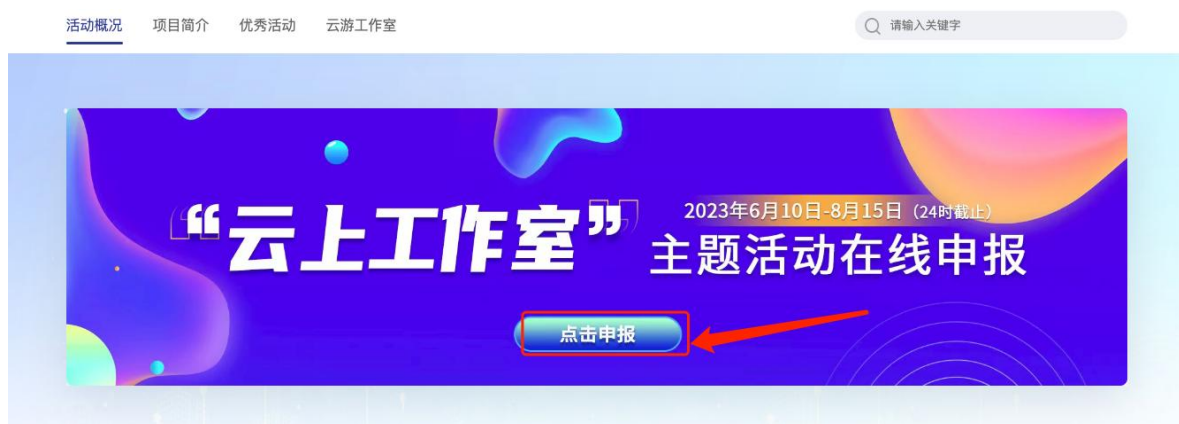 活动概况 项目简介 优秀活动 云游工作室 请输入关键字
2023年6月10日-8月15日（24时截止）
“云上工作室” 主题活动在线申报
点击申报